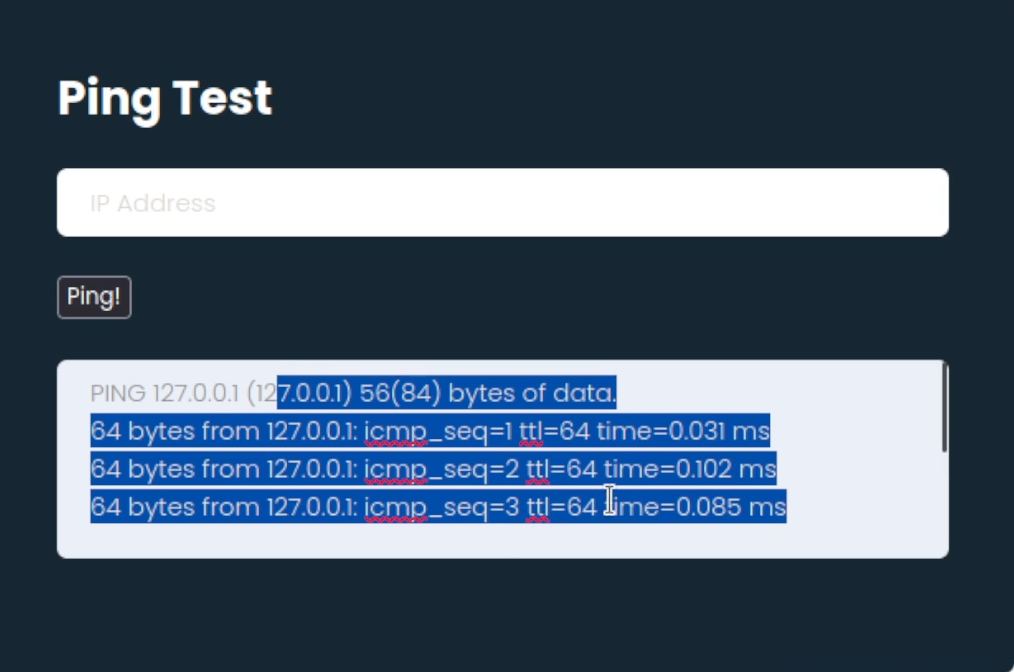 Ping Test
IP Address
Ping!
PING 127.0.0.1 (127.0.0.1) 56(84) bytes of data.
64 bytes from 127.0.0.1: icmp_seq=1 ttl=64 time=0.031 ms
64 bytes from 127.0.0.1: icmp_seq=2 ttl=64 time=0.102 ms
64 bytes from 127.0.0.1: icmp_seq=3 ttl=64 time=0.085 ms